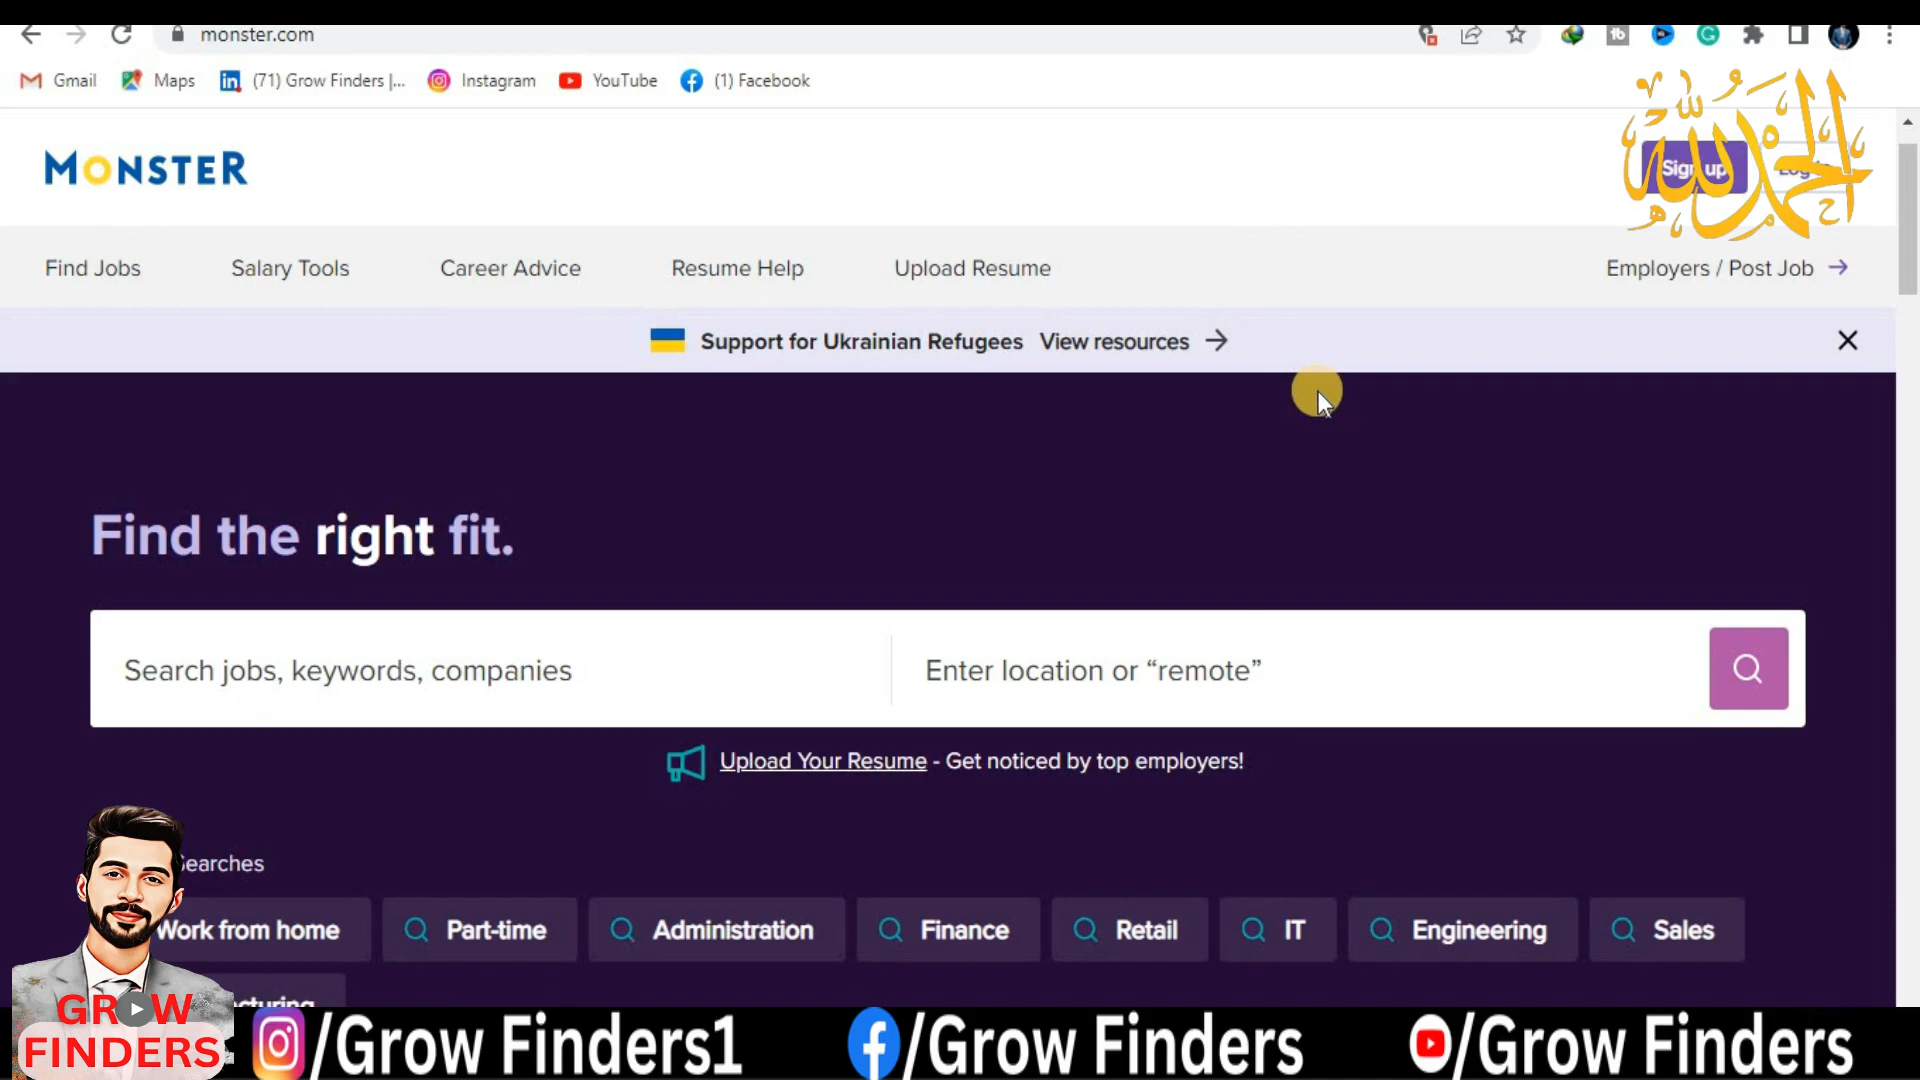 monster.com
Gmail
Maps
(71) Grow Finders |...
Instagram
YouTube
(1) Facebook
الحمد لله
MONSTER
Sign up
Find Jobs
Salary Tools
Career Advice
Resume Help
Upload Resume
Employers / Post Job
Support for Ukrainian Refugees View resources
Find the right fit.
Search jobs, keywords, companies
Enter location or “remote”
Upload Your Resume - Get noticed by top employers!
Searches
Work from home
Part-time
Administration
Finance
Retail
IT
Engineering
Sales
GROW
FINDERS
/Grow Finders1
/Grow Finders
/Grow Finders